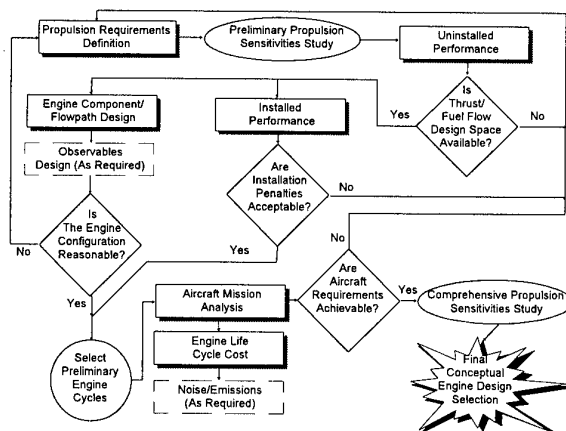 Propulsion Requirements
Definition
Preliminary Propulsion
Sensitivities Study
Uninstalled
Performance
Is
Thrust/
Fuel Flow
Design Space
Available?
Yes
No
Engine Component/
Flowpath Design
Installed
Performance
Observables
Design (As Required)
Are
Installation
Penalties
Acceptable?
No
Yes
Is
The Engine
Configuration
Reasonable?
No
Yes
No
Are
Aircraft
Requirements
Achievable?
Yes
Aircraft Mission
Analysis
Comprehensive Propulsion
Sensitivities Study
Engine Life
Cycle Cost
Select
Preliminary
Engine
Cycles
Noise/Emissions
(As Required)
Final
Conceptual
Engine Design
Selection